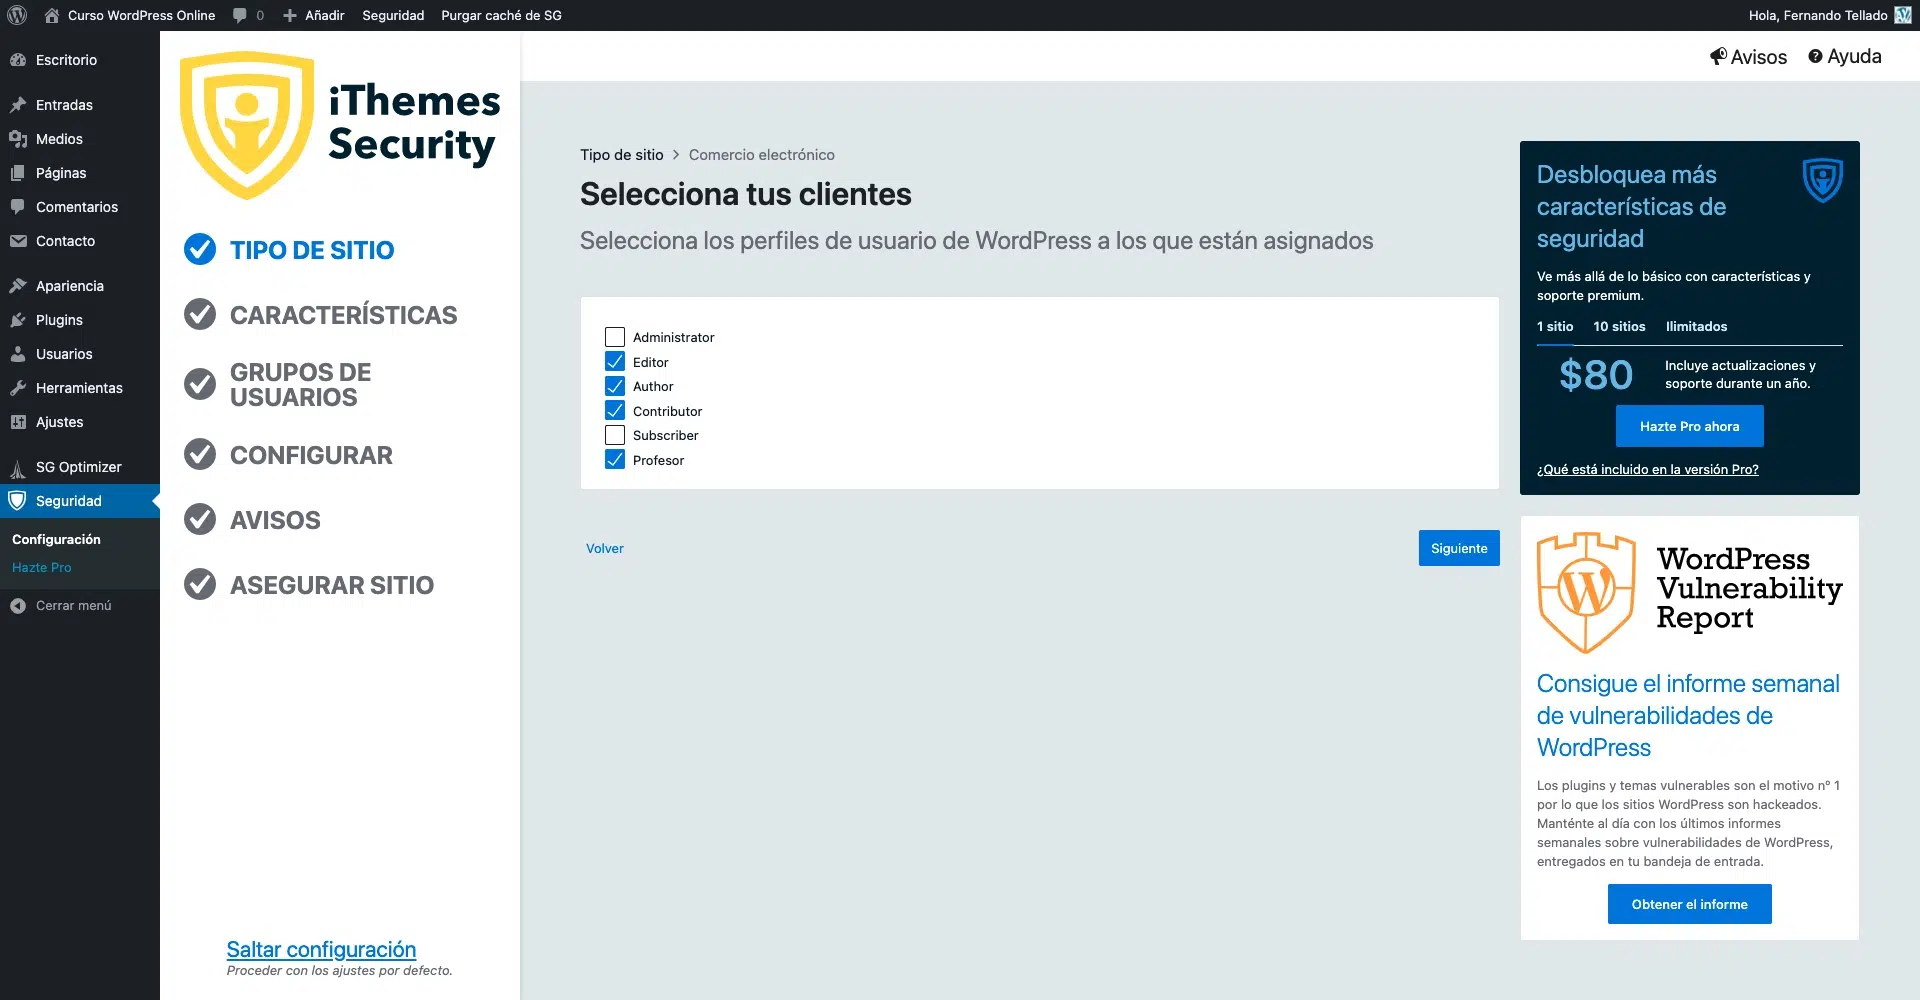 Curso WordPress Online
0
Añadir
Seguridad
Purgar caché de SG
Hola, Fernando Tellado
Escritorio
Entradas
Medios
Páginas
Comentarios
Contacto
Apariencia
Plugins
Usuarios
Herramientas
Ajustes
SG Optimizer
Seguridad
Configuración
Hazte Pro
Cerrar menú
iThemes
Security
TIPO DE SITIO
CARACTERÍSTICAS
GRUPOS DE
USUARIOS
CONFIGURAR
AVISOS
ASEGURAR SITIO
Saltar configuración
Proceder con los ajustes por defecto.
Avisos
Ayuda
Tipo de sitio > Comercio electrónico
Selecciona tus clientes
Selecciona los perfiles de usuario de WordPress a los que están asignados
Administrator
Editor
Author
Contributor
Subscriber
Profesor
Volver
Siguiente
Desbloquea más
características de
seguridad
Ve más allá de lo básico con características y
soporte premium.
1 sitio
10 sitios
Ilimitados
$80
Incluye actualizaciones y
soporte durante un año.
Hazte Pro ahora
¿Qué está incluido en la versión Pro?
WordPress
Vulnerability
Report
Consigue el informe semanal
de vulnerabilidades de
WordPress
Los plugins y temas vulnerables son el motivo nº 1
por lo que los sitios WordPress son hackeados.
Manténte al día con los últimos informes
semanales sobre vulnerabilidades de WordPress,
entregados en tu bandeja de entrada.
Obtener el informe